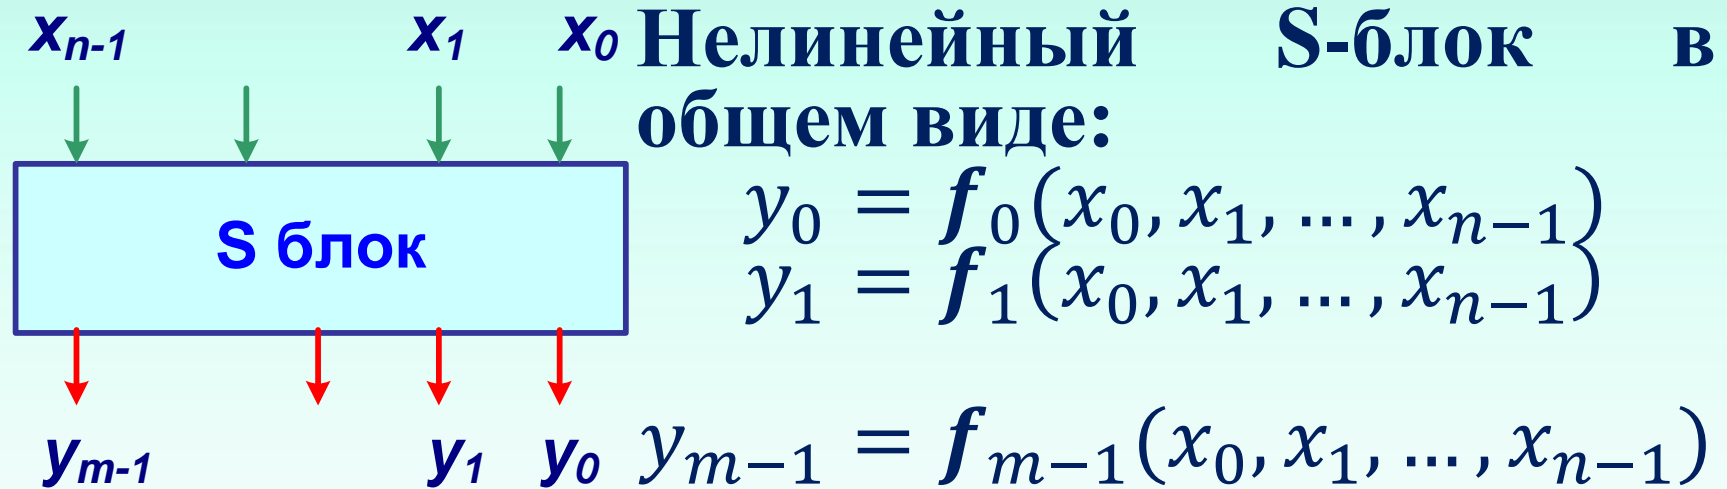 xₙ₋₁ x₁ x₀
S блок
yₘ₋₁ y₁ y₀
Нелинейный S-блок в
общем виде:
y₀ = f₀(x₀, x₁, … , xₙ₋₁)
y₁ = f₁(x₀, x₁, … , xₙ₋₁)
yₘ₋₁ = fₘ₋₁(x₀, x₁, … , xₙ₋₁)